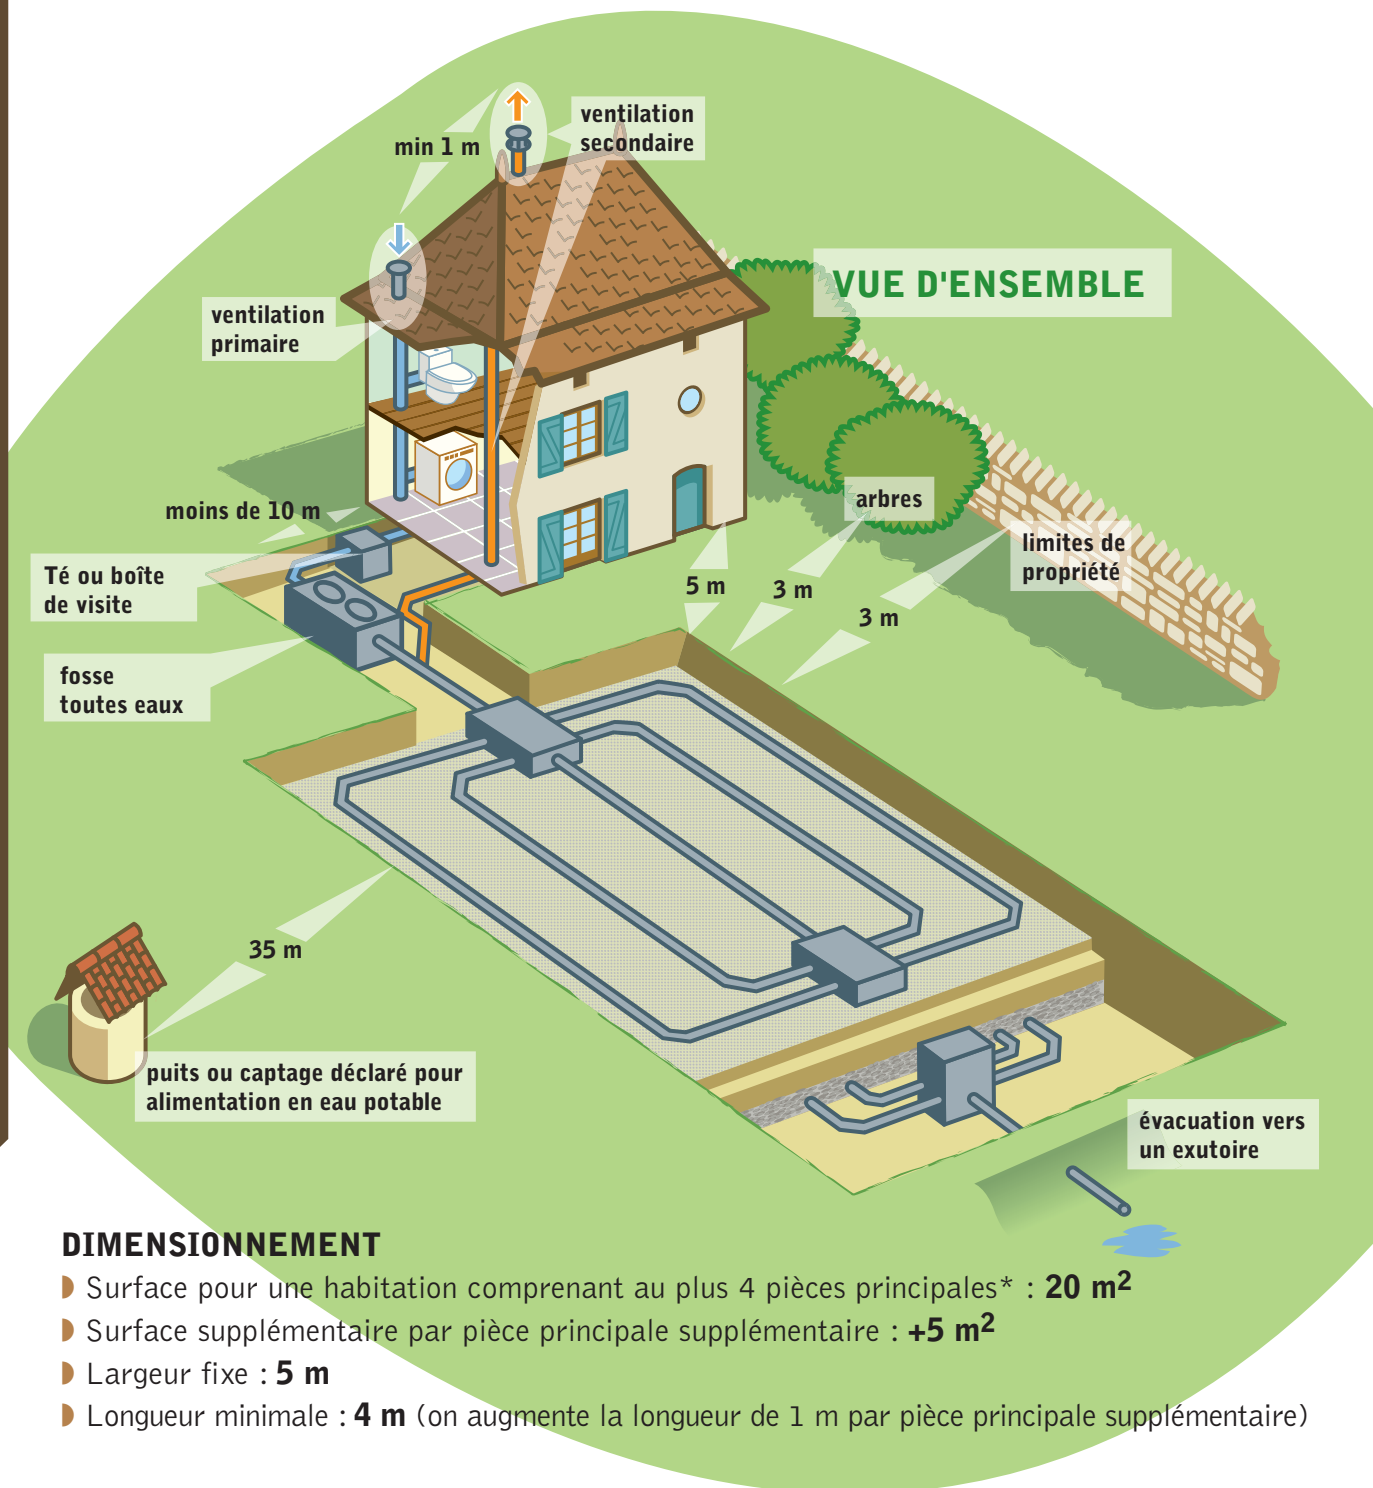 ventilation
secondaire
min 1 m
VUE D'ENSEMBLE
ventilation
primaire
arbres
moins de 10 m
limites de
propriété
Té ou boîte
de visite
5 m
3 m
3 m
fosse
toutes eaux
35 m
puits ou captage déclaré pour
alimentation en eau potable
évacuation vers
un exutoire
DIMENSIONNEMENT
Surface pour une habitation comprenant au plus 4 pièces principales* : 20 m²
Surface supplémentaire par pièce principale supplémentaire : +5 m²
Largeur fixe : 5 m
Longueur minimale : 4 m (on augmente la longueur de 1 m par pièce principale supplémentaire)